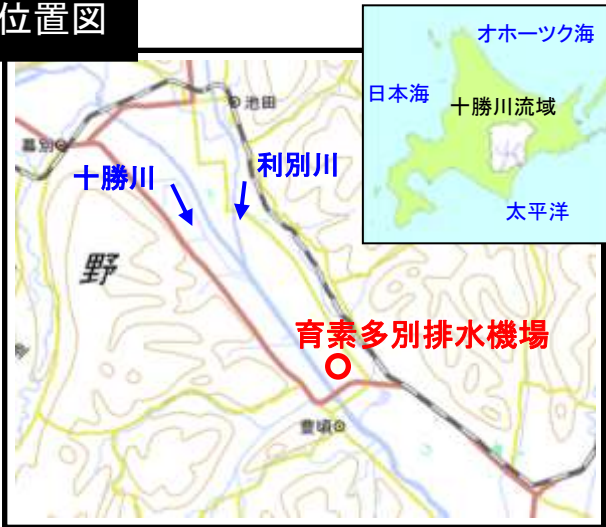 位置図
オホーツク海
日本海
十勝川流域
太平洋
池田
幕別
十勝川
利別川
野
育素多別排水機場
豊頃